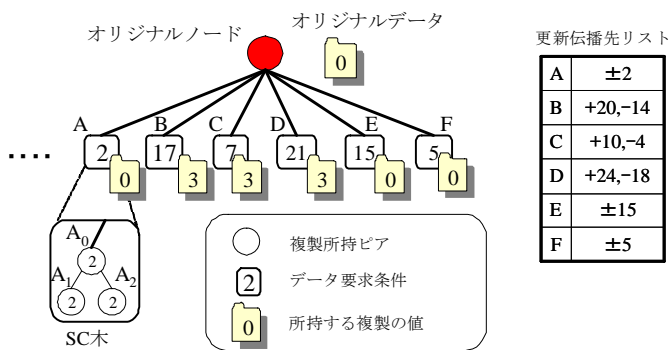 オリジナルノード
オリジナルデータ
0
更新伝播先リスト
A ±2
B +20,−14
C +10,−4
D +24,−18
E ±15
F ±5
A B C D E F
.... 2 17 7 21 15 5
0 3 3 3 0 0
A0
2
A1 A2
2 2
SC木
複製所持ピア
2 データ要求条件
0 所持する複製の値